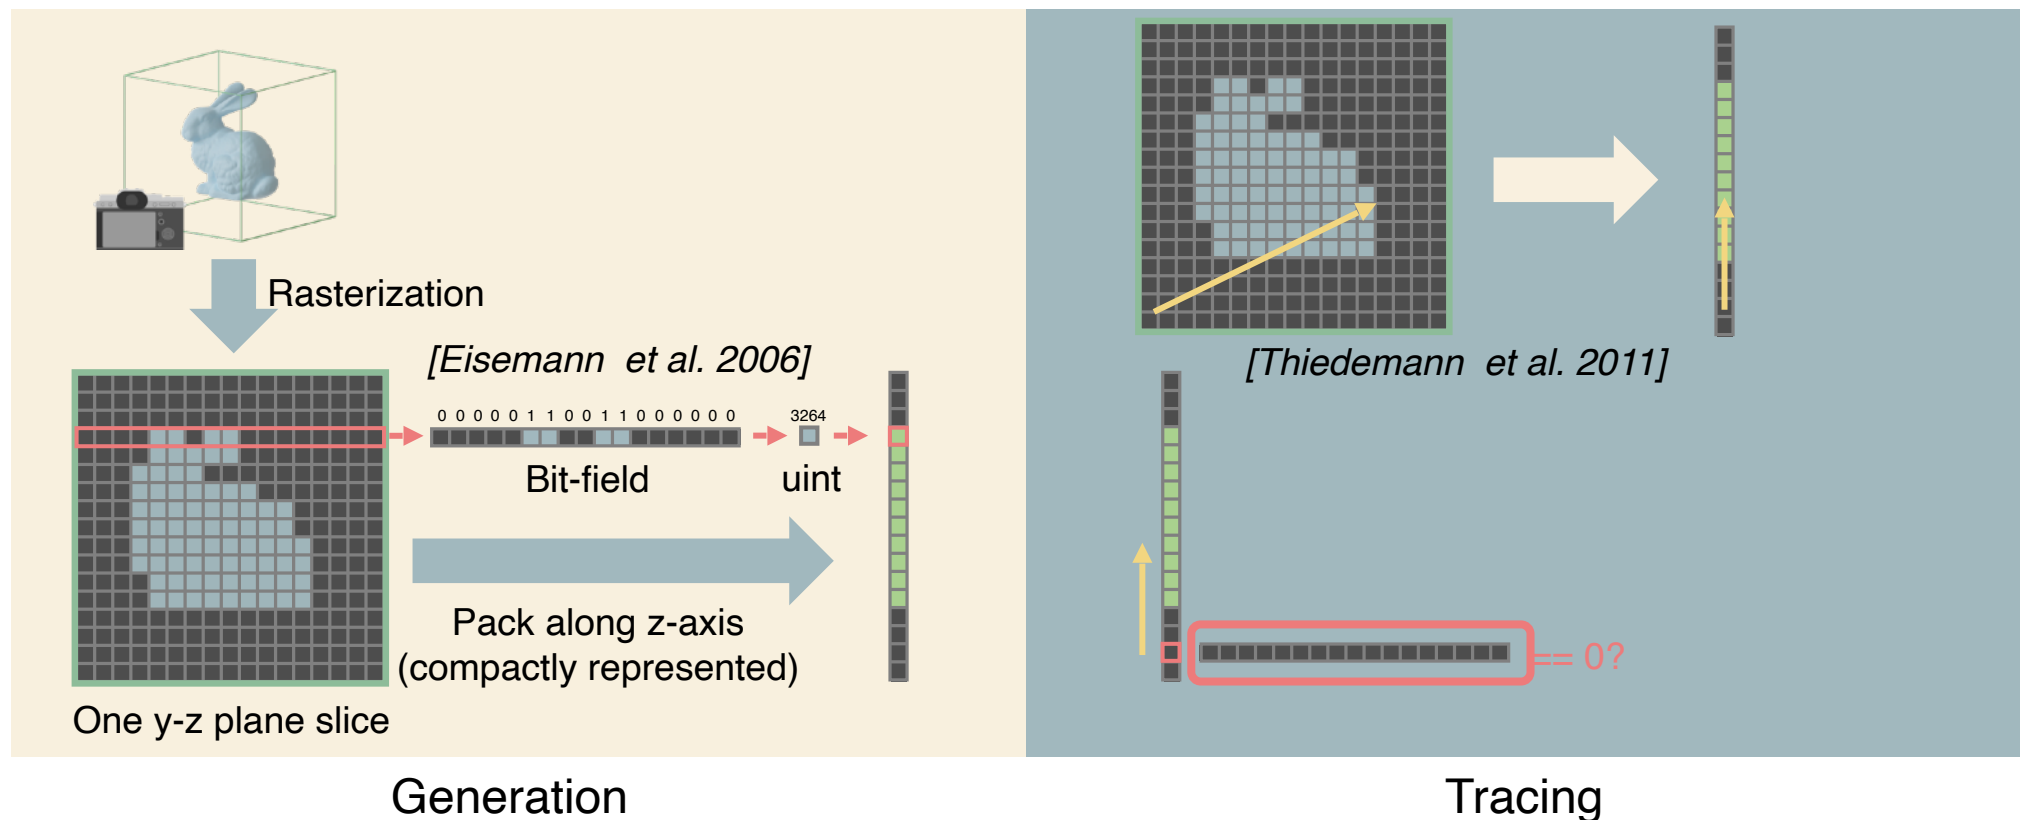 Rasterization
[Eisemann et al. 2006]
0 0 0 0 0 1 1 0 0 1 1 0 0 0 0 0 0
3264
Bit-field
uint
Pack along z-axis
(compactly represented)
One y-z plane slice
Generation
[Thiedemann et al. 2011]
== 0?
Tracing